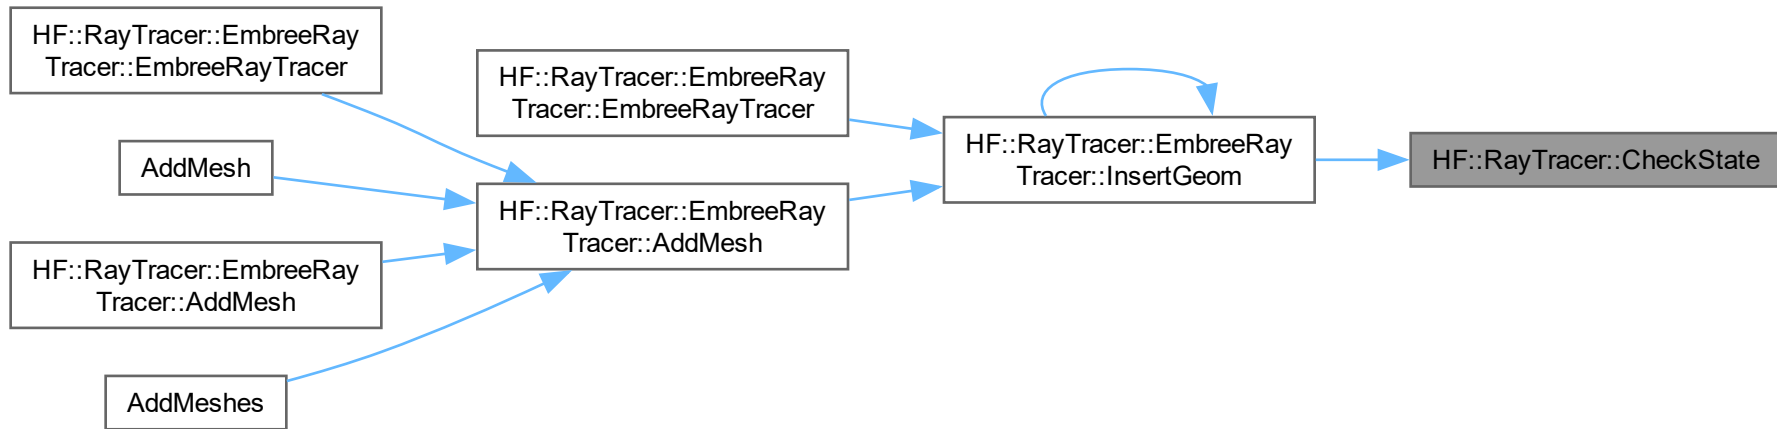 HF::RayTracer::EmbreeRay
Tracer::EmbreeRayTracer
AddMesh
HF::RayTracer::EmbreeRay
Tracer::AddMesh
AddMeshes
HF::RayTracer::EmbreeRay
Tracer::EmbreeRayTracer
HF::RayTracer::EmbreeRay
Tracer::AddMesh
HF::RayTracer::EmbreeRay
Tracer::InsertGeom
HF::RayTracer::CheckState